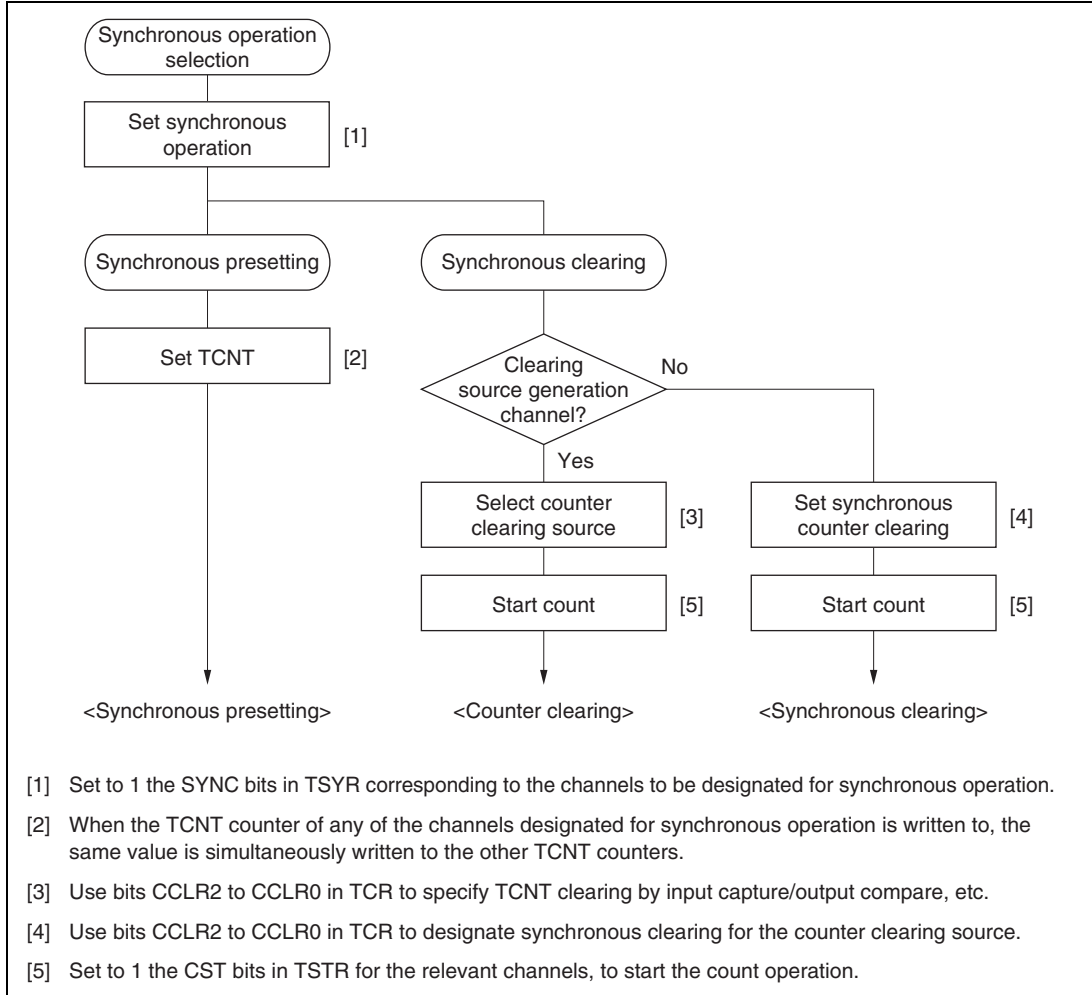 Synchronous operation
selection
Set synchronous
operation
[1]
Synchronous presetting
Synchronous clearing
Set TCNT
[2]
Clearing
source generation
channel?
No
Yes
Select counter
clearing source
[3]
Set synchronous
counter clearing
[4]
Start count
[5]
Start count
[5]
<Synchronous presetting>
<Counter clearing>
<Synchronous clearing>
[1] Set to 1 the SYNC bits in TSYR corresponding to the channels to be designated for synchronous operation.
[2] When the TCNT counter of any of the channels designated for synchronous operation is written to, the
same value is simultaneously written to the other TCNT counters.
[3] Use bits CCLR2 to CCLR0 in TCR to specify TCNT clearing by input capture/output compare, etc.
[4] Use bits CCLR2 to CCLR0 in TCR to designate synchronous clearing for the counter clearing source.
[5] Set to 1 the CST bits in TSTR for the relevant channels, to start the count operation.